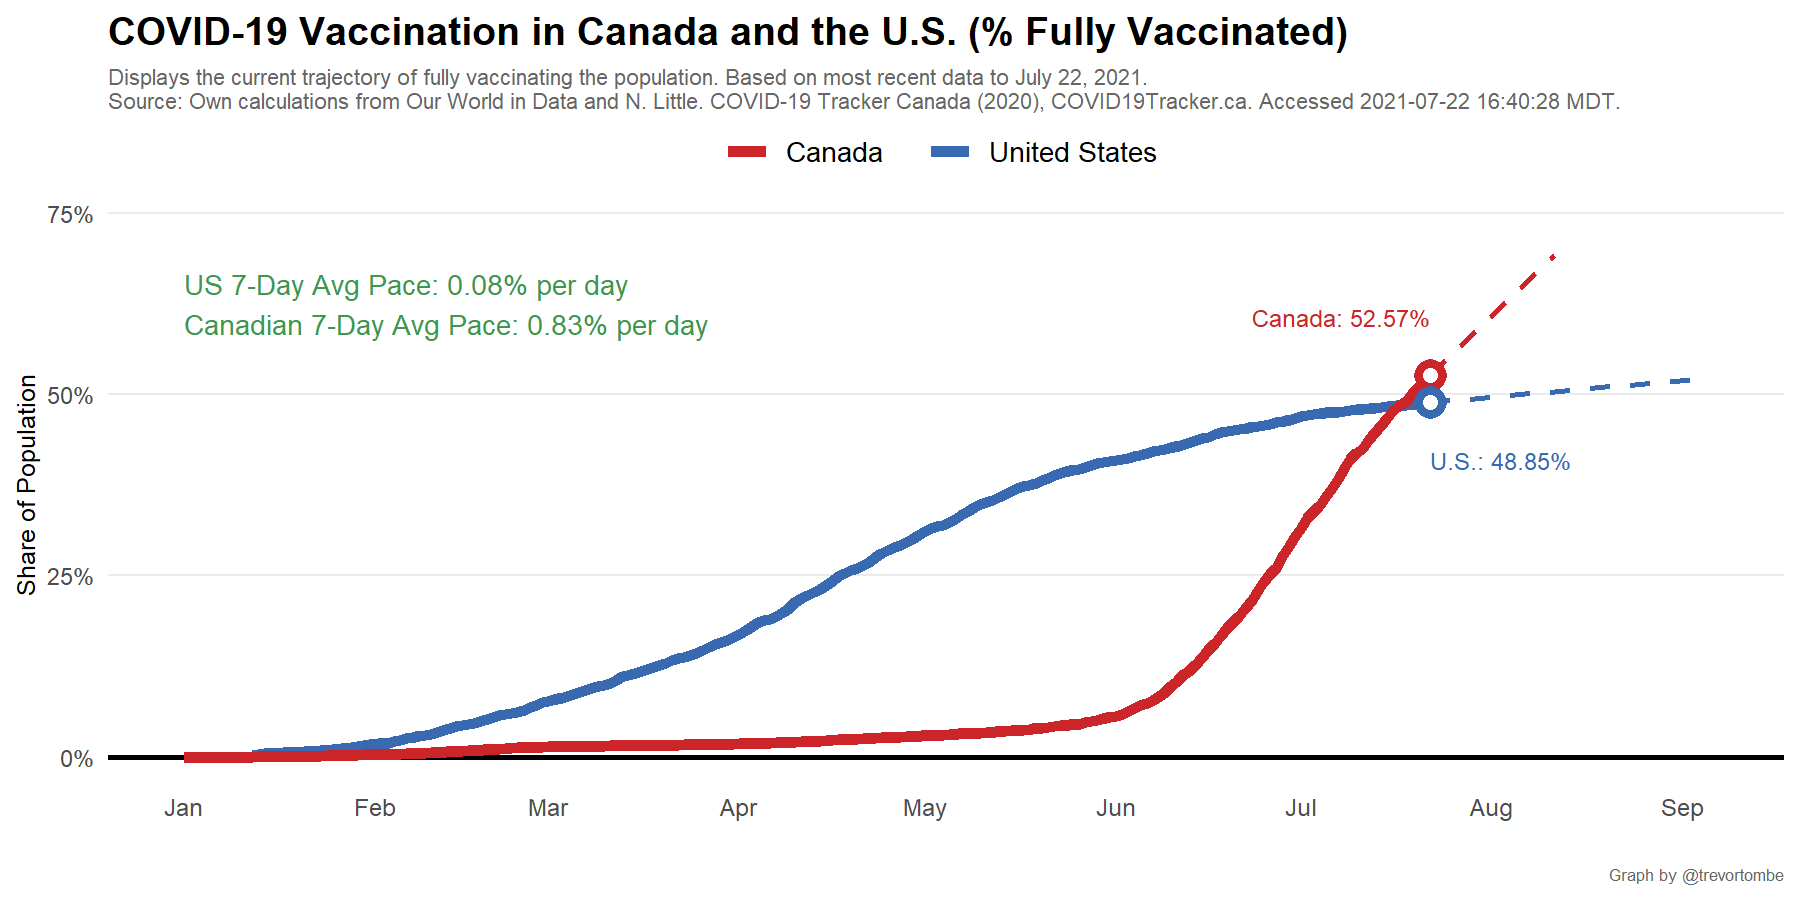 COVID-19 Vaccination in Canada and the U.S. (% Fully Vaccinated)
Displays the current trajectory of fully vaccinating the population. Based on most recent data to July 22, 2021.
Source: Own calculations from Our World in Data and N. Little. COVID-19 Tracker Canada (2020), COVID19Tracker.ca. Accessed 2021-07-22 16:40:28 MDT.
Canada
United States
75%
US 7-Day Avg Pace: 0.08% per day
Canadian 7-Day Avg Pace: 0.83% per day
Canada: 52.57%
50%
U.S.: 48.85%
Share of Population
25%
0%
Jan Feb Mar Apr May Jun Jul Aug Sep
Graph by @trevortombe